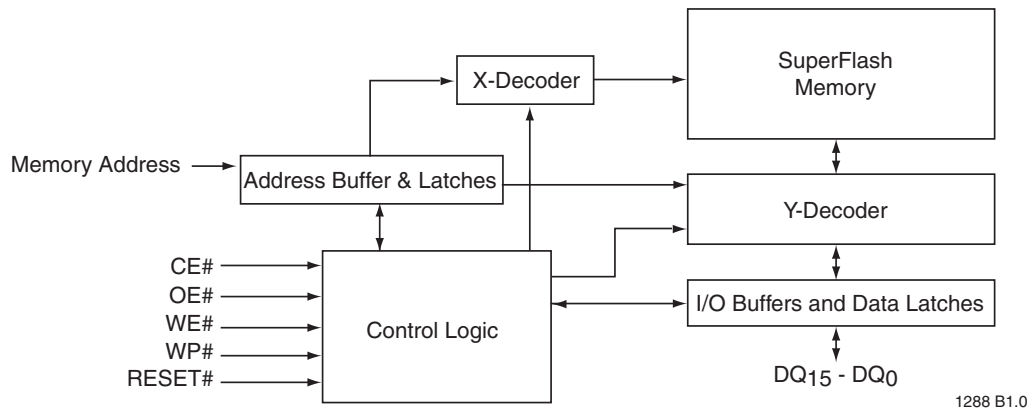 SuperFlash
Memory
X-Decoder
Memory Address
Address Buffer & Latches
Y-Decoder
CE#
OE#
WE#
WP#
RESET#
Control Logic
I/O Buffers and Data Latches
DQ15 - DQ0
1288 B1.0